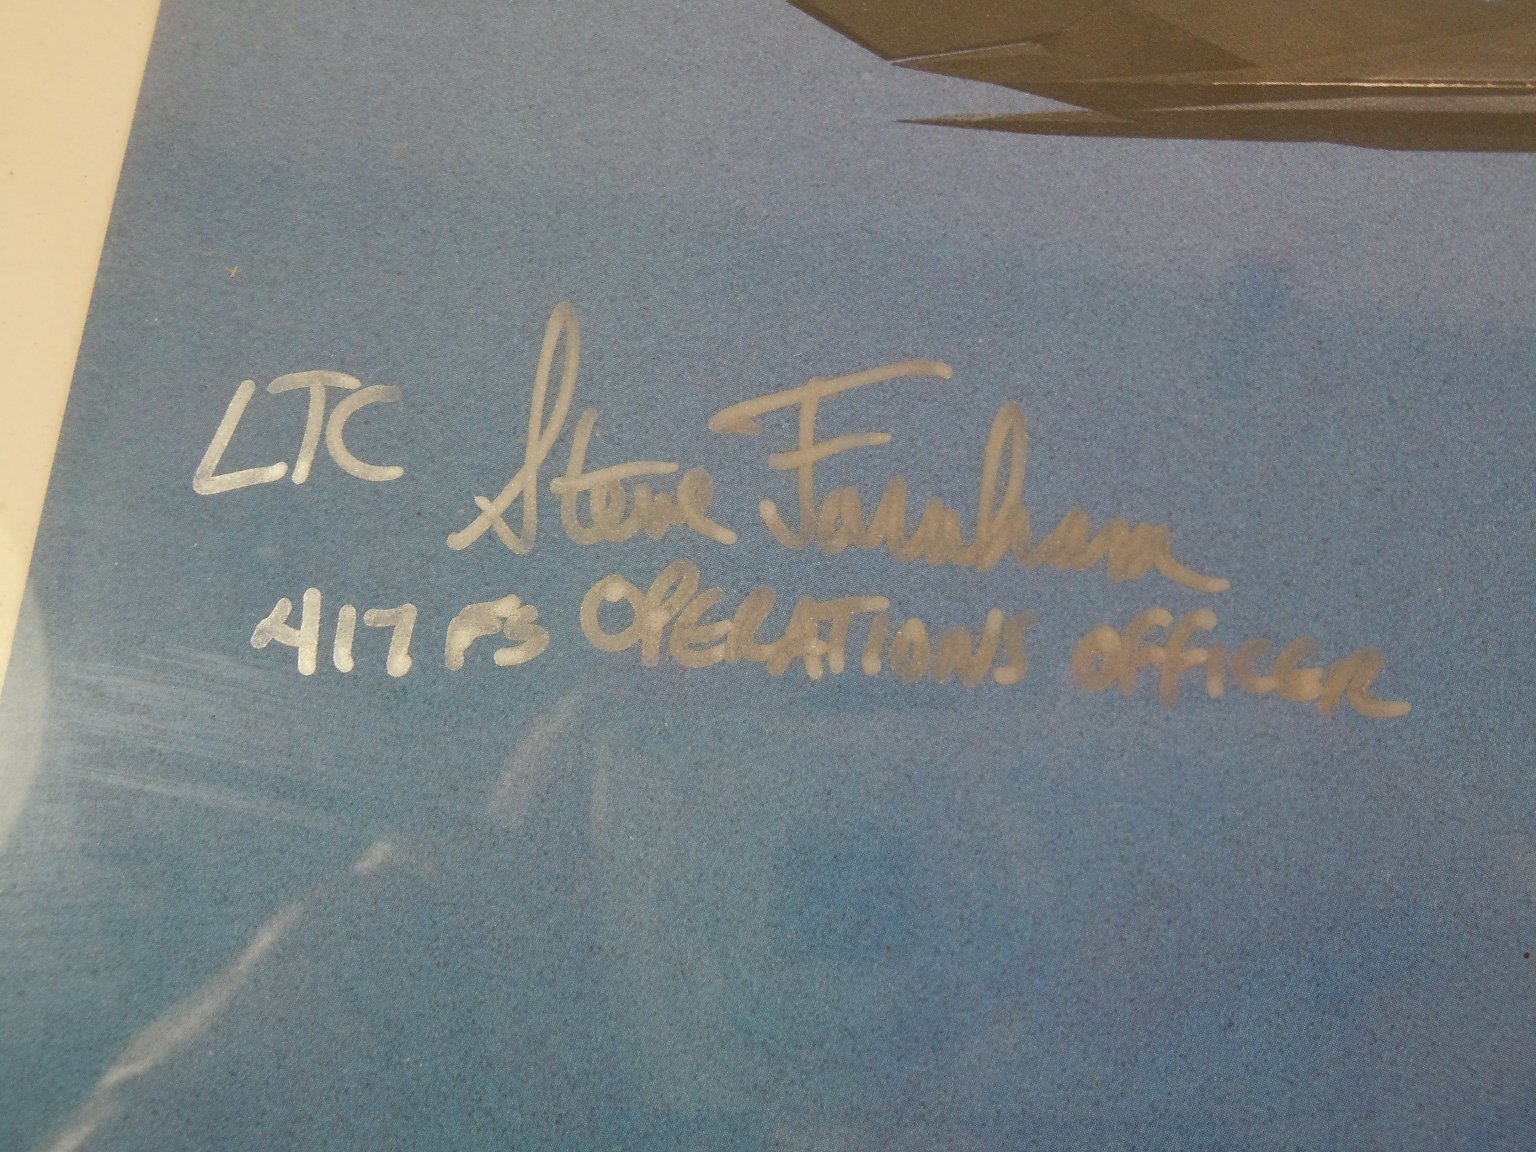 LTC Steve Farnham
417 FS OPERATIONS OFFICER